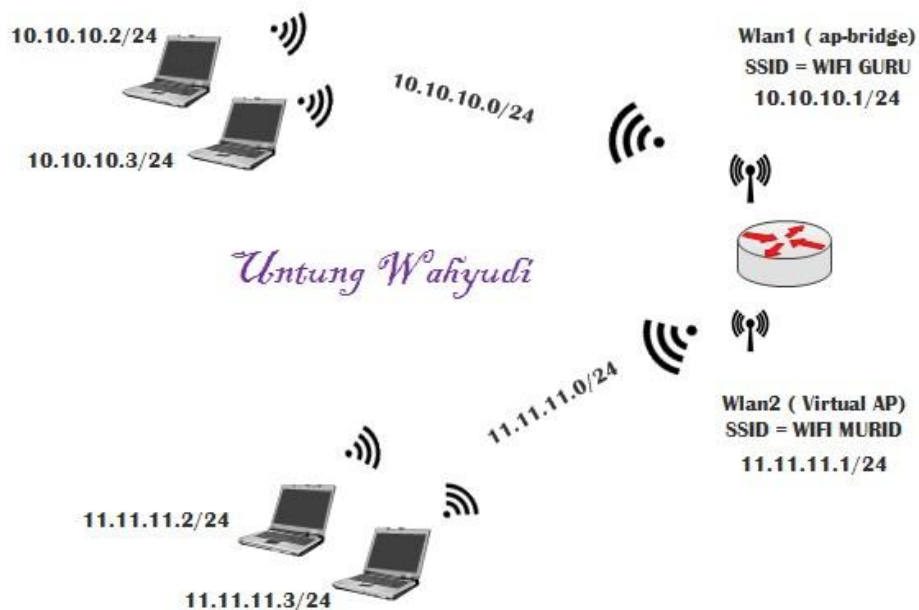 10.10.10.2/24
10.10.10.3/24
10.10.10.0/24
Wlan1 ( ap-bridge)
SSID = WIFI GURU
10.10.10.1/24
Untung Wahyudi
11.11.11.0/24
Wlan2 ( Virtual AP)
SSID = WIFI MURID
11.11.11.1/24
11.11.11.2/24
11.11.11.3/24